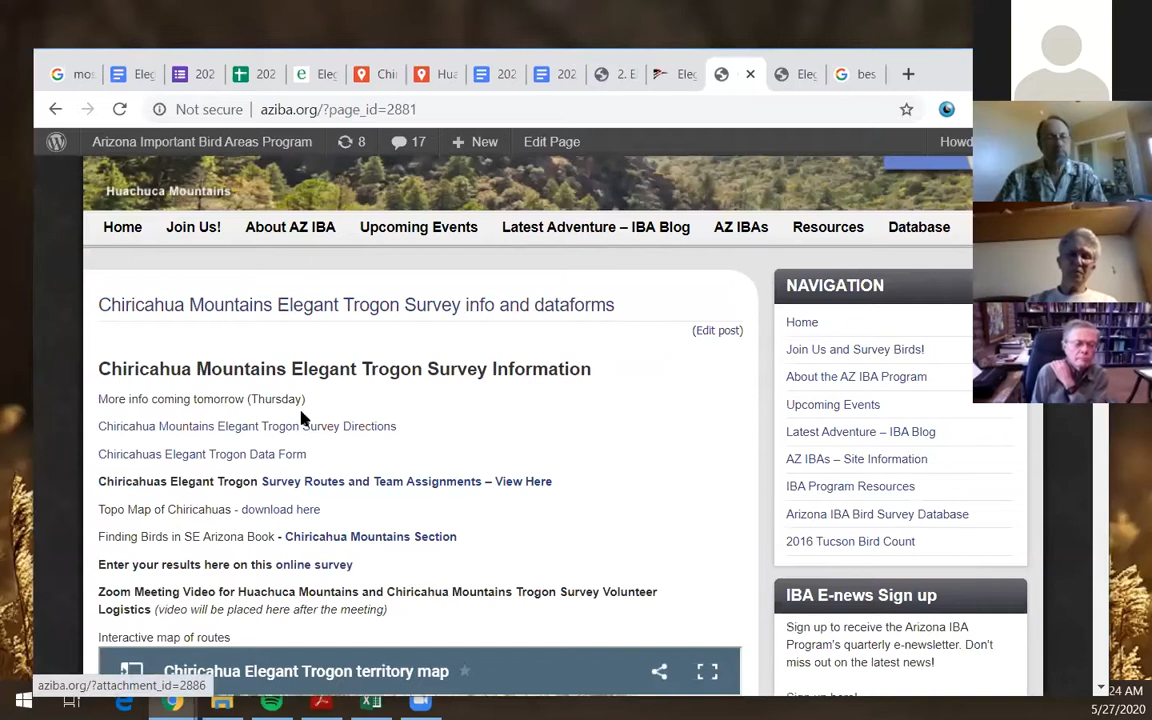 mos
Eleg
202
202
Eleg
Chi
Hua
202
202
2. E
Eleg
Eleg
bes
Not secure
aziba.org/?page_id=2881
Arizona Important Bird Areas Program
8
17
New
Edit Page
Howd
Huachuca Mountains
Home
Join Us!
About AZ IBA
Upcoming Events
Latest Adventure – IBA Blog
AZ IBAs
Resources
Database
Chiricahua Mountains Elegant Trogon Survey info and dataforms
(Edit post)
Chiricahua Mountains Elegant Trogon Survey Information
More info coming tomorrow (Thursday)
Chiricahua Mountains Elegant Trogon Survey Directions
Chiricahuas Elegant Trogon Data Form
Chiricahuas Elegant Trogon Survey Routes and Team Assignments – View Here
Topo Map of Chiricahuas - download here
Finding Birds in SE Arizona Book - Chiricahua Mountains Section
Enter your results here on this online survey
Zoom Meeting Video for Huachuca Mountains and Chiricahua Mountains Trogon Survey Volunteer
Logistics (video will be placed here after the meeting)
Interactive map of routes
Chiricahua Elegant Trogon territory map
NAVIGATION
Home
Join Us and Survey Birds!
About the AZ IBA Program
Upcoming Events
Latest Adventure – IBA Blog
AZ IBAs – Site Information
IBA Program Resources
Arizona IBA Bird Survey Database
2016 Tucson Bird Count
IBA E-news Sign up
Sign up to receive the Arizona IBA
Program's quarterly e-newsletter. Don't
miss out on the latest news!
aziba.org/?attachment_id=2886
:24 AM
5/27/2020